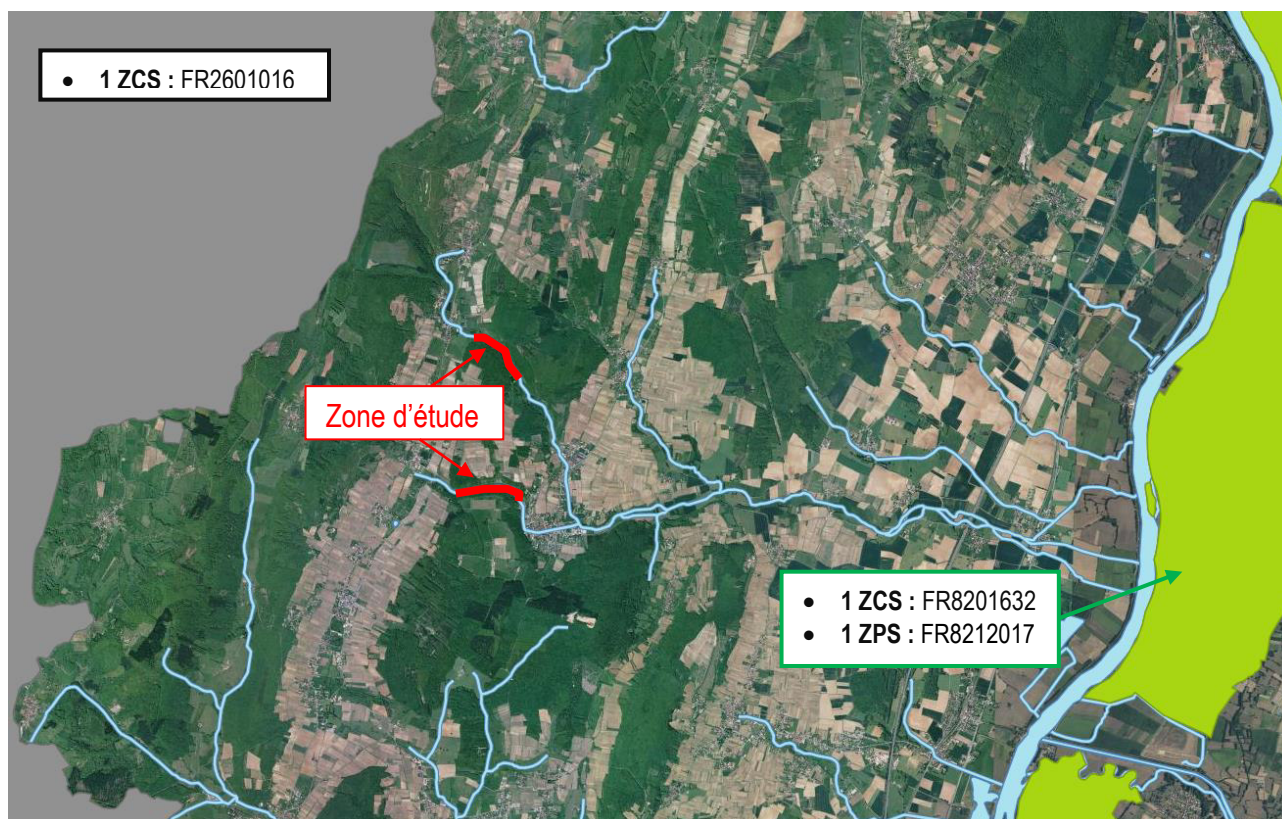 • 1 ZCS : FR2601016
Zone d’étude
• 1 ZCS : FR8201632
• 1 ZPS : FR8212017